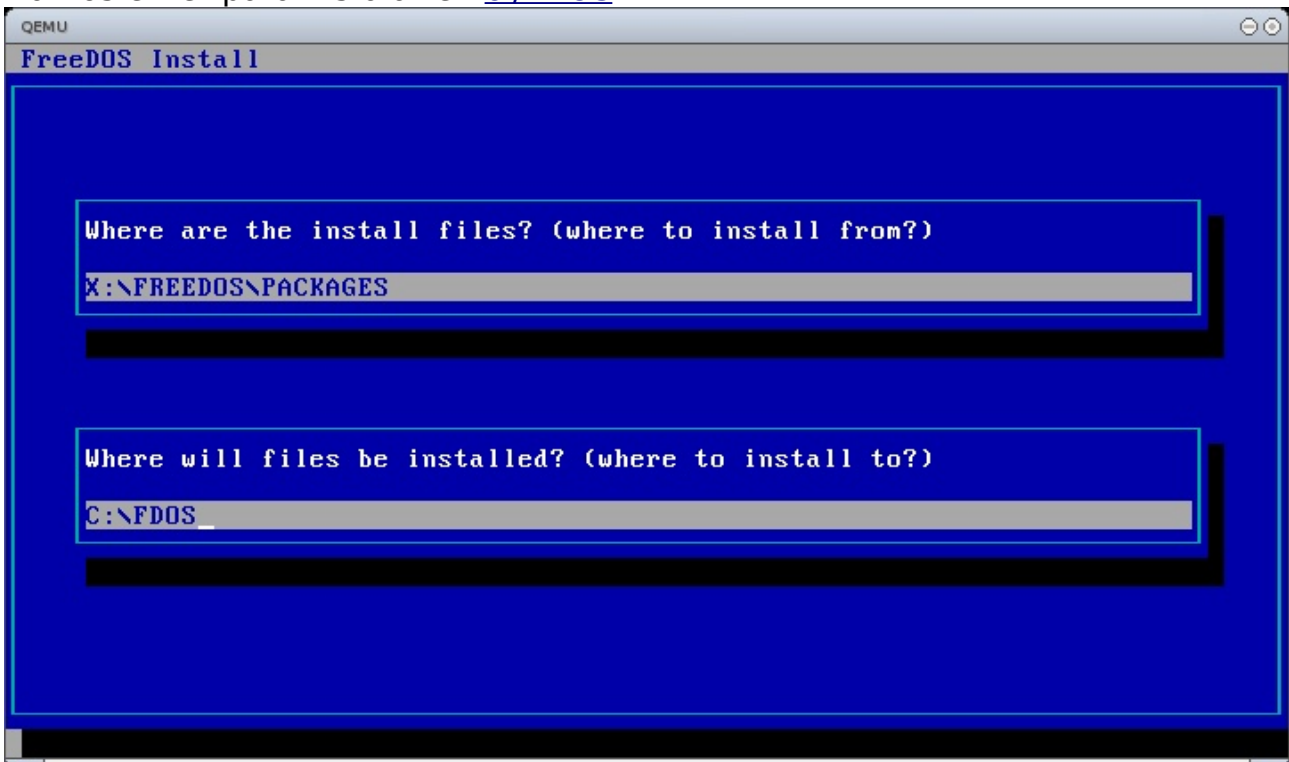 QEMU
FreeDOS Install
Where are the install files? (where to install from?)
X:\FREEDOS\PACKAGES
Where will files be installed? (where to install to?)
C:\FDOS_